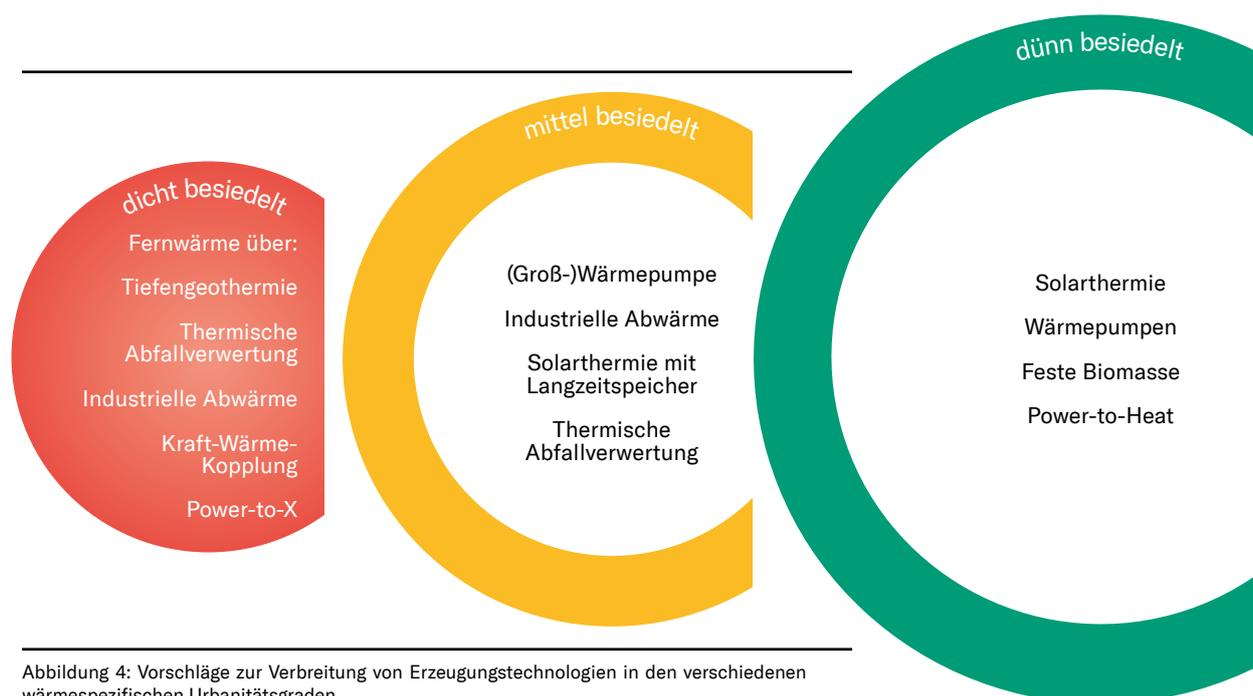 dicht besiedelt
Fernwärme über:
Tiefengeothermie
Thermische
Abfallverwertung
Industrielle Abwärme
Kraft-Wärme-
Kopplung
Power-to-X
mittel besiedelt
(Groß-)Wärmepumpe
Industrielle Abwärme
Solarthermie mit
Langzeitspeicher
Thermische
Abfallverwertung
dünn besiedelt
Solarthermie
Wärmepumpen
Feste Biomasse
Power-to-Heat
Abbildung 4: Vorschläge zur Verbreitung von Erzeugungstechnologien in den verschiedenen
wärmespezifischen Urbanitätsgraden